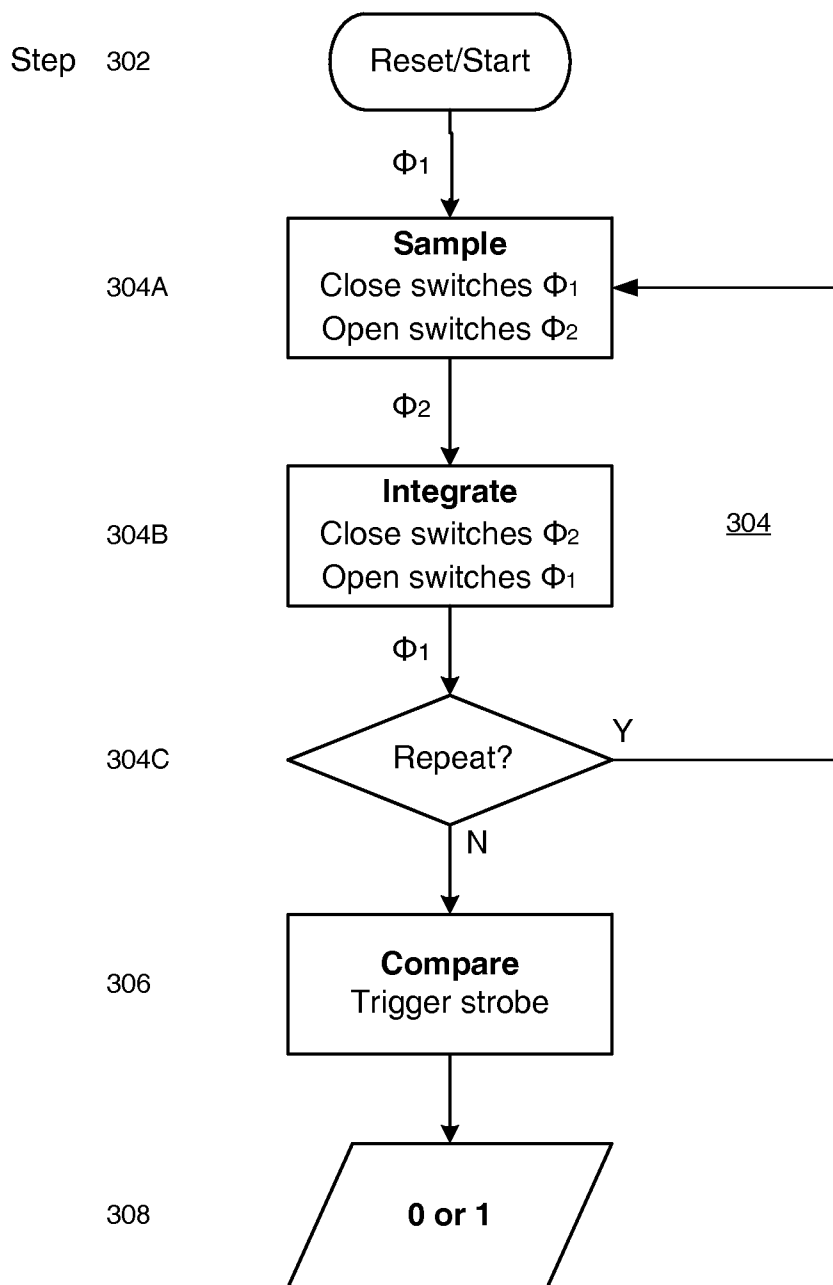 Step 302 Reset/Start
Φ1
Sample
304A Close switches Φ1
Open switches Φ2
Φ2
Integrate
304B Close switches Φ2
304
Open switches Φ1
Φ1
Y
304C Repeat?
N
Compare
306 Trigger strobe
308 0 or 1